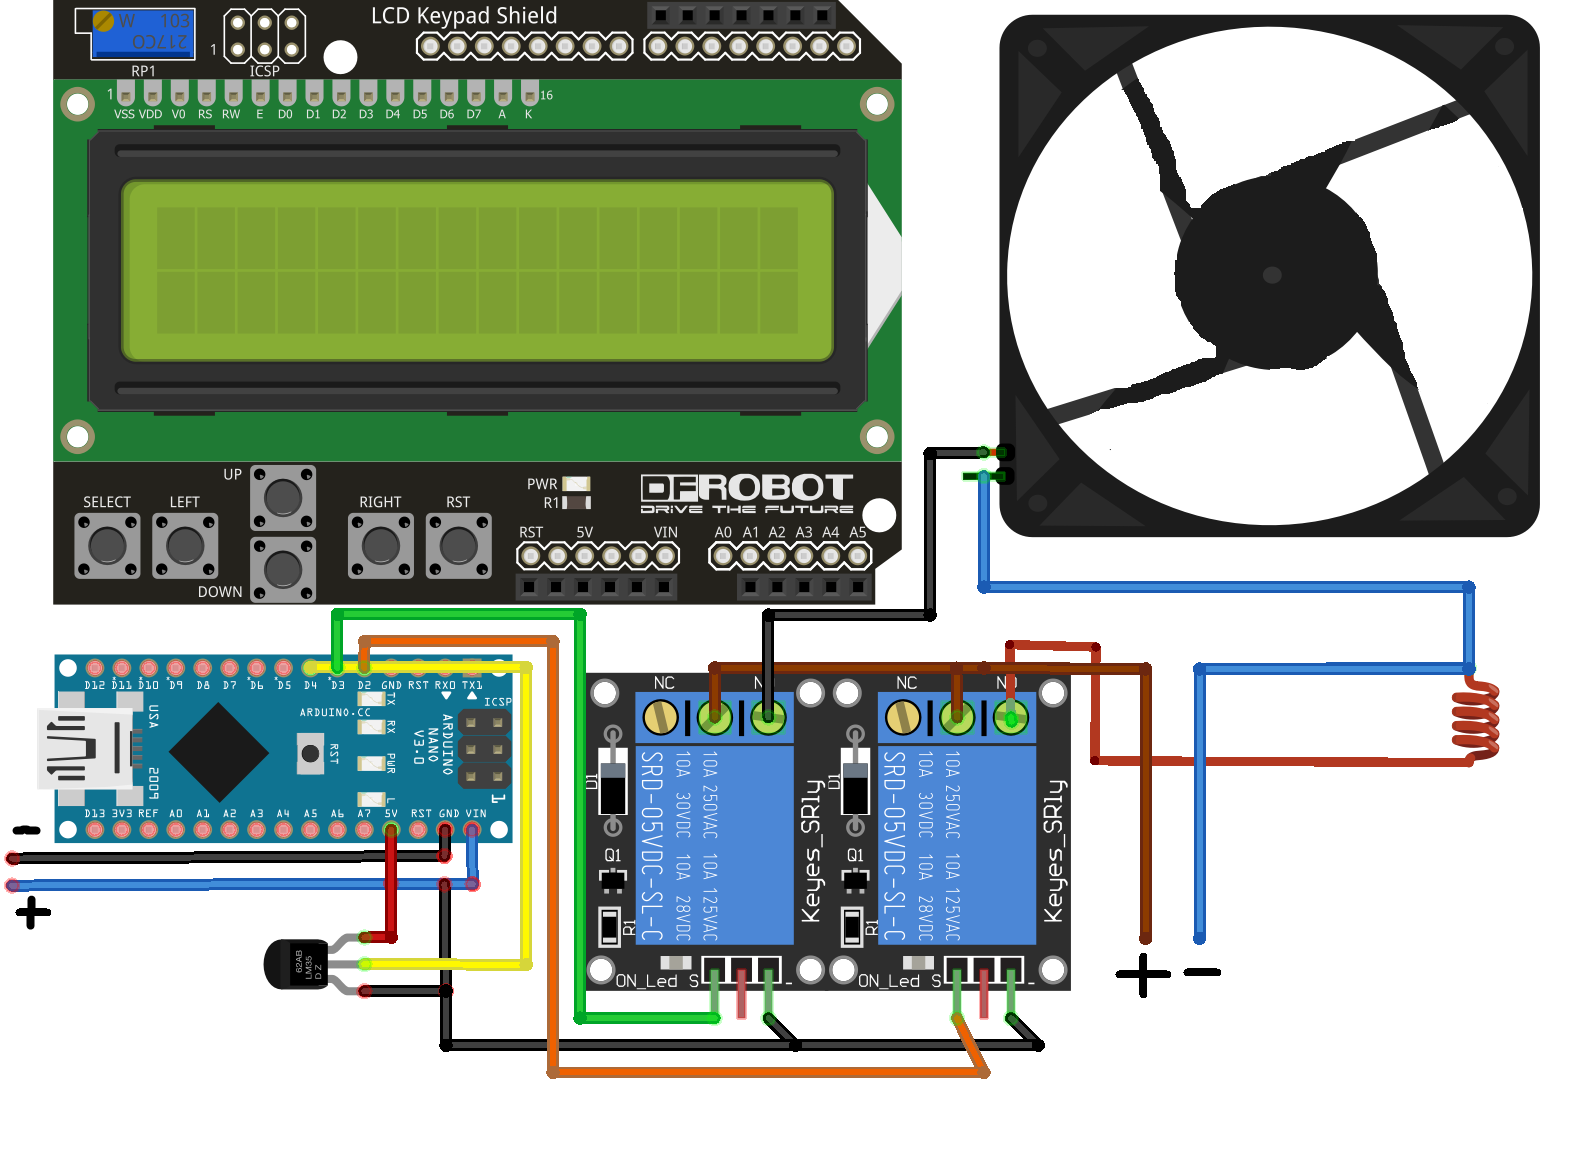 LCD Keypad Shield
W 103
217CO
RP1
1
ICSP
1
16
VSS VDD V0 RS RW E D0 D1 D2 D3 D4 D5 D6 D7 A K
UP
SELECT LEFT RIGHT RST
DOWN
PWR
R1
DFROBOT
DRIVE THE FUTURE
RST 5V VIN A0 A1 A2 A3 A4 A5
D12 D11 D10 D9 D8 D7 D6 D5 D4 D3 D2 GND RST RX0 TX1
ICSP
ARDUINO.CC
TX
RX
PWR
L
RST
USA
2009
ARDUINO
NANO
V3.0
1
D13 3V3 REF A0 A1 A2 A3 A4 A5 A6 A7 5V RST GND VIN
-
+
62AB
LM35
D Z
NC
D1
Q1
R1
SRD-05VDC-SL-C
10A 30VDC 10A 28VDC
10A 250VAC 10A 125VAC
Keyes_SRly
ON_Led S -
NC
D1
Q1
R1
SRD-05VDC-SL-C
10A 30VDC 10A 28VDC
10A 250VAC 10A 125VAC
Keyes_SRly
ON_Led S -
+ -